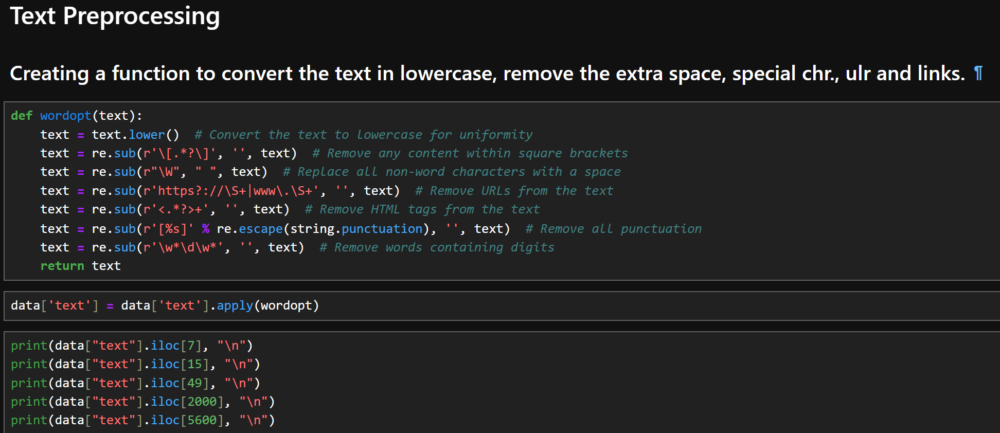 Text Preprocessing
Creating a function to convert the text in lowercase, remove the extra space, special chr., ulr and links. ¶
def wordopt(text):
    text = text.lower()  # Convert the text to lowercase for uniformity
    text = re.sub(r'\[.*?\]', '', text)  # Remove any content within square brackets
    text = re.sub(r"\W", " ", text)  # Replace all non-word characters with a space
    text = re.sub(r'https?://\S+|www\.\S+', '', text)  # Remove URLs from the text
    text = re.sub(r'<.*?>+', '', text)  # Remove HTML tags from the text
    text = re.sub(r'[%s]' % re.escape(string.punctuation), '', text)  # Remove all punctuation
    text = re.sub(r'\w*\d\w*', '', text)  # Remove words containing digits
    return text
data['text'] = data['text'].apply(wordopt)
print(data["text"].iloc[7], "\n")
print(data["text"].iloc[15], "\n")
print(data["text"].iloc[49], "\n")
print(data["text"].iloc[2000], "\n")
print(data["text"].iloc[5600], "\n")